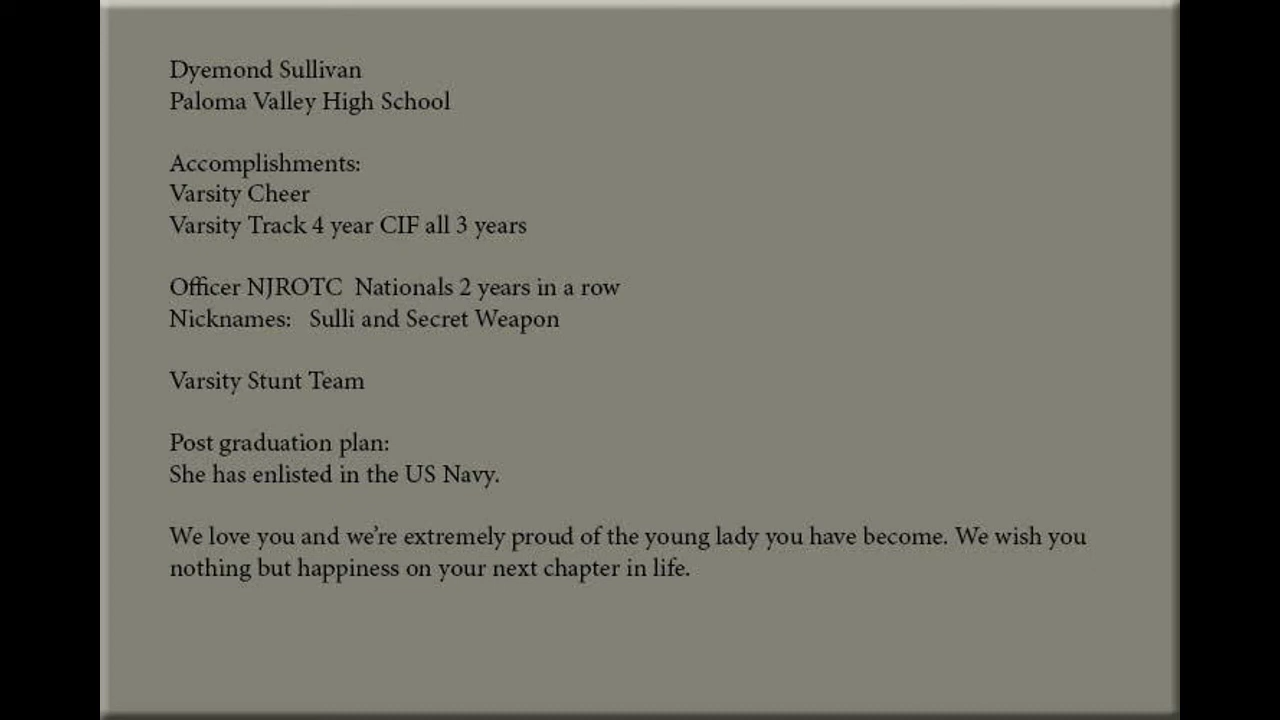 Dyemond Sullivan
Paloma Valley High School
Accomplishments:
Varsity Cheer
Varsity Track 4 year CIF all 3 years
Officer NJROTC  Nationals 2 years in a row
Nicknames:   Sulli and Secret Weapon
Varsity Stunt Team
Post graduation plan:
She has enlisted in the US Navy.
We love you and we’re extremely proud of the young lady you have become. We wish you
nothing but happiness on your next chapter in life.